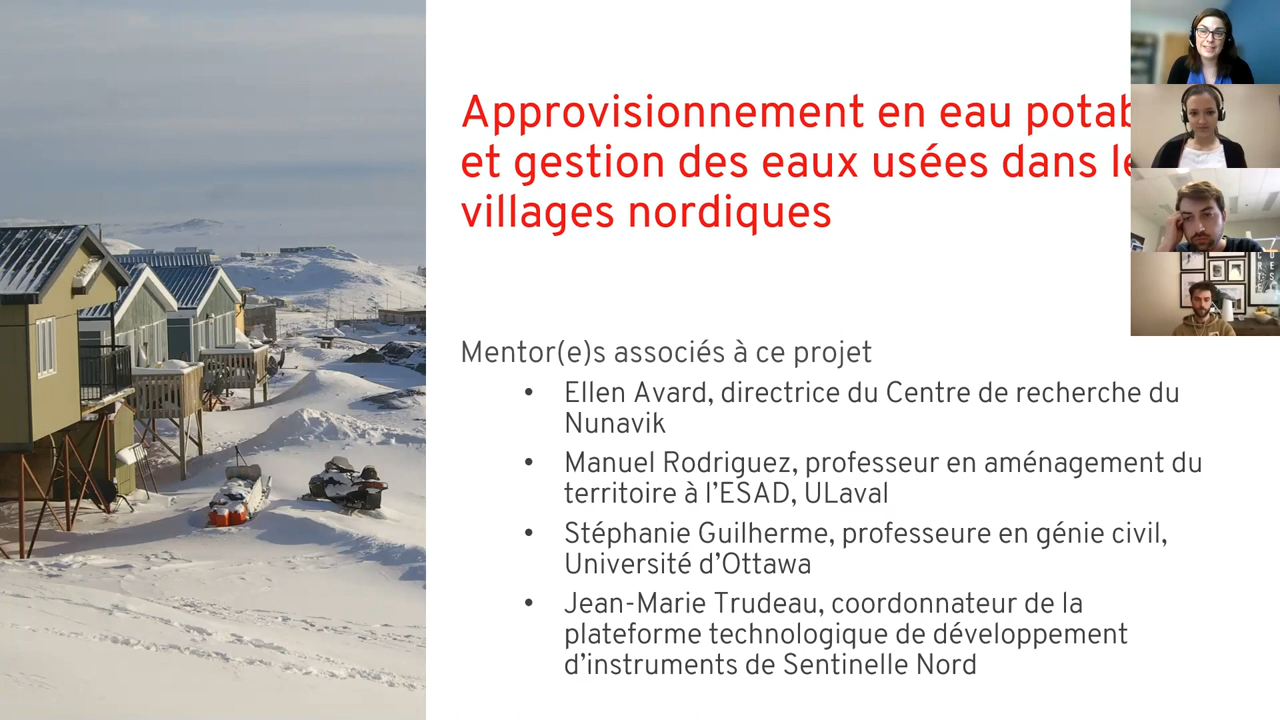 Approvisionnement en eau potab
et gestion des eaux usées dans le
villages nordiques
Mentor(e)s associés à ce projet
• Ellen Avard, directrice du Centre de recherche du
Nunavik
• Manuel Rodriguez, professeur en aménagement du
territoire à l'ESAD, ULaval
• Stéphanie Guilherme, professeure en génie civil,
Université d'Ottawa
• Jean-Marie Trudeau, coordonnateur de la
plateforme technologique de développement
d'instruments de Sentinelle Nord